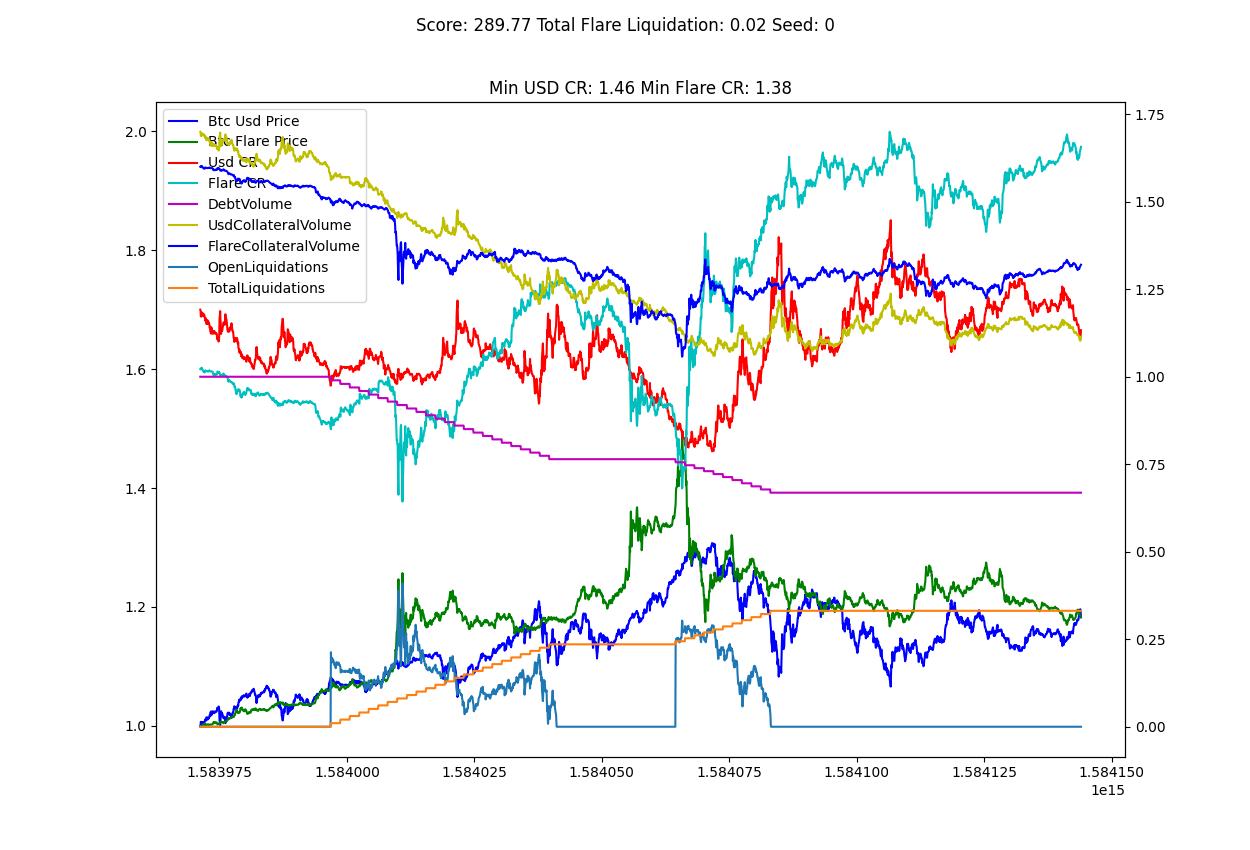 Score: 289.77 Total Flare Liquidation: 0.02 Seed: 0
Min USD CR: 1.46 Min Flare CR: 1.38
Btc Usd Price
Btc Flare Price
Usd CR
Flare CR
DebtVolume
UsdCollateralVolume
FlareCollateralVolume
OpenLiquidations
TotalLiquidations
2.0
1.8
1.6
1.4
1.2
1.0
1.75
1.50
1.25
1.00
0.75
0.50
0.25
0.00
1.583975 1.584000 1.584025 1.584050 1.584075 1.584100 1.584125 1.584150
1e15